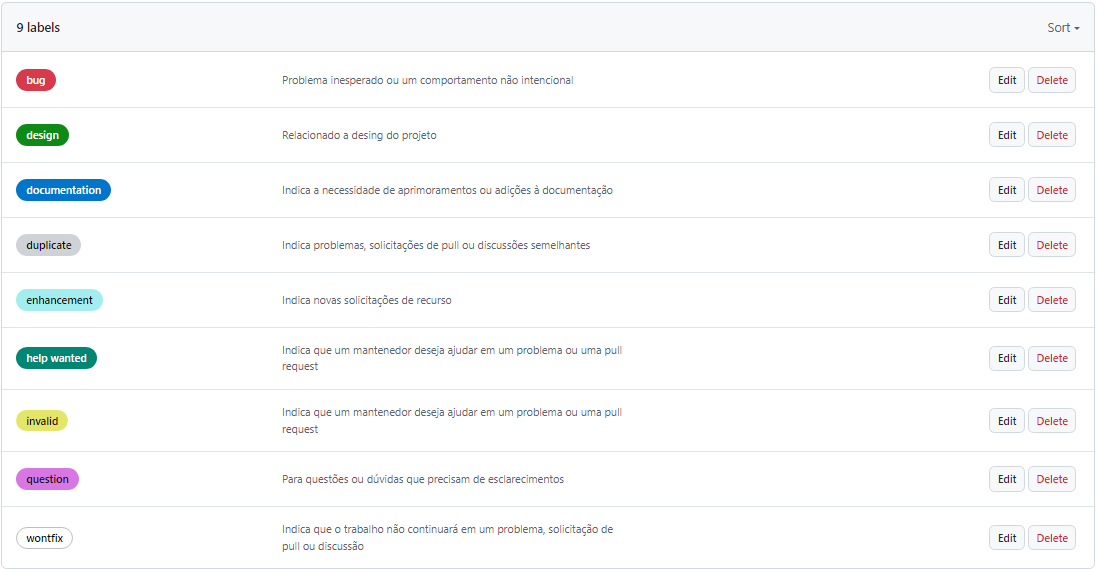 9 labels Sort
bug Problema inesperado ou um comportamento não intencional Edit Delete
design Relacionado a desing do projeto Edit Delete
documentation Indica a necessidade de aprimoramentos ou adições à documentação Edit Delete
duplicate Indica problemas, solicitações de pull ou discussões semelhantes Edit Delete
enhancement Indica novas solicitações de recurso Edit Delete
help wanted Indica que um mantenedor deseja ajudar em um problema ou uma pull
request Edit Delete
invalid Indica que um mantenedor deseja ajudar em um problema ou uma pull
request Edit Delete
question Para questões ou dúvidas que precisam de esclarecimentos Edit Delete
wontfix Indica que o trabalho não continuará em um problema, solicitação de
pull ou discussão Edit Delete